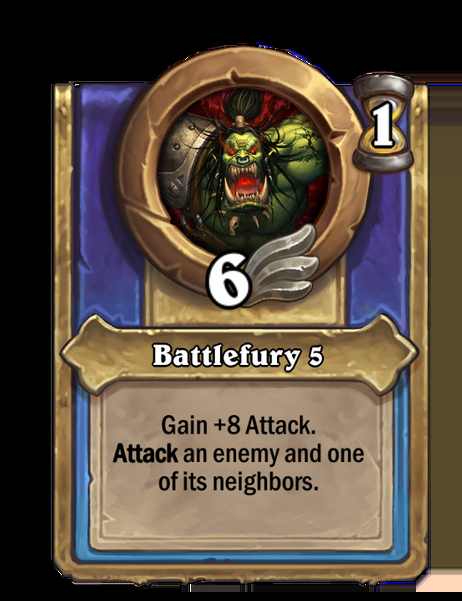 1
6
Battlefury 5
Gain +8 Attack.
Attack an enemy and one
of its neighbors.